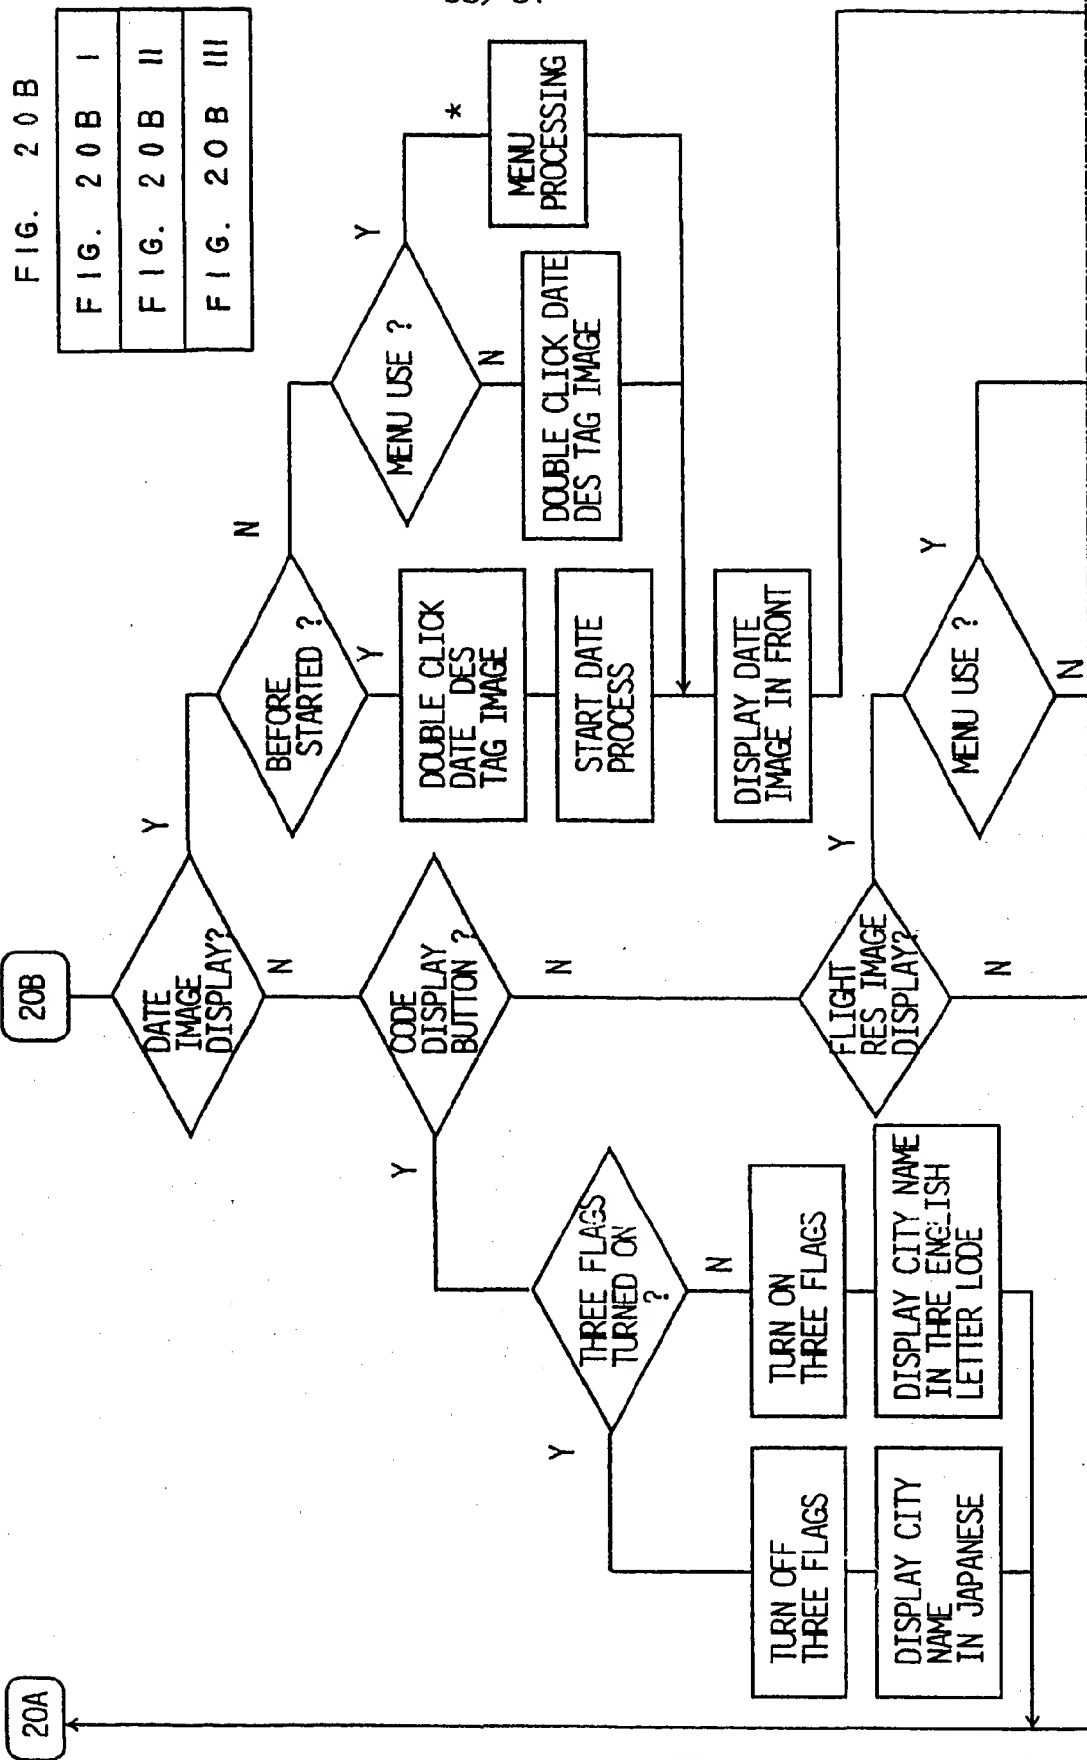 FIG. 20B
FIG. 20B I
FIG. 20B II
FIG. 20B III
20A
20B
DATE
IMAGE
DISPLAY?
Y
N
BEFORE
STARTED ?
N
Y
MENU USE ?
Y
N
*
MENU
PROCESSING
DOUBLE CLICK DATE
DES TAG IMAGE
DOUBLE CLICK
DATE DES
TAG IMAGE
START DATE
PROCESS
DISPLAY DATE
IMAGE IN FRONT
CODE
DISPLAY
BUTTON ?
Y
N
THREE FLAGS
TURNED ON
?
Y
N
TURN OFF
THREE FLAGS
TURN ON
THREE FLAGS
DISPLAY CITY
NAME
IN JAPANESE
DISPLAY CITY NAME
IN THRE ENGLISH
LETTER LODE
FLIGHT
RES IMAGE
DISPLAY?
Y
N
MENU USE ?
Y
N